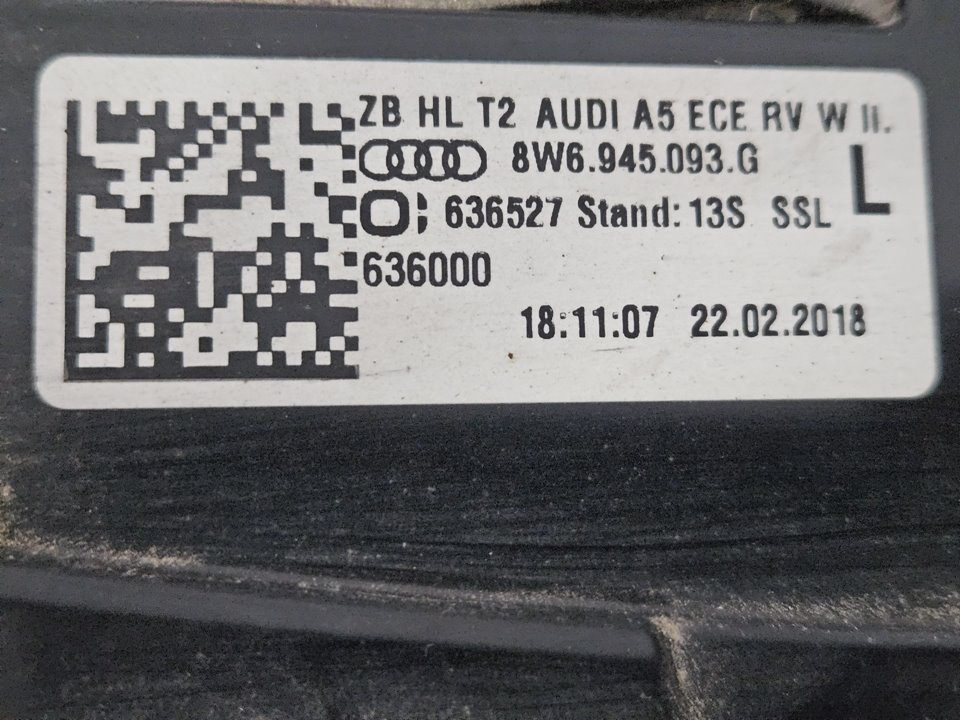 ZB HL T2 AUDI A5 ECE RV W li.
8W6.945.093.G
L
636527 Stand: 13S SSL
636000
18:11:07 22.02.2018